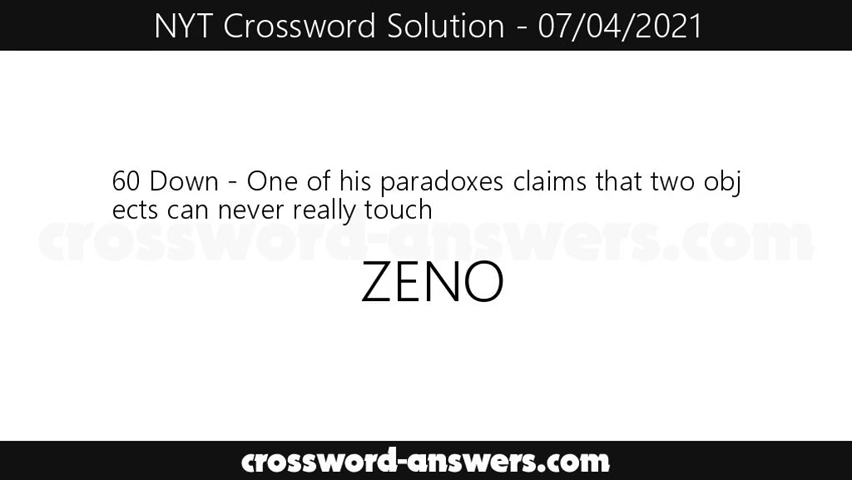 NYT Crossword Solution - 07/04/2021
60 Down - One of his paradoxes claims that two obj
ects can never really touch
crossword-answers.com
ZENO
crossword-answers.com